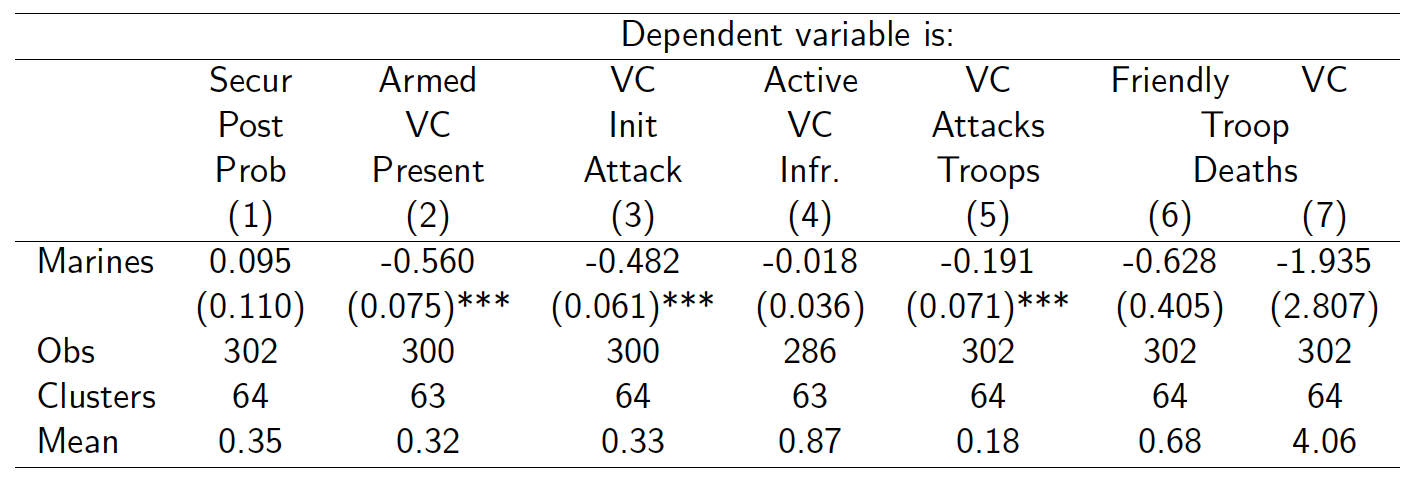 Dependent variable is:
Secur Armed VC Active VC Friendly VC
Post VC Init VC Attacks Troop
Prob Present Attack Infr. Troops Deaths
(1) (2) (3) (4) (5) (6) (7)
Marines 0.095 -0.560 -0.482 -0.018 -0.191 -0.628 -1.935
(0.110) (0.075)*** (0.061)*** (0.036) (0.071)*** (0.405) (2.807)
Obs 302 300 300 286 302 302 302
Clusters 64 63 64 63 64 64 64
Mean 0.35 0.32 0.33 0.87 0.18 0.68 4.06